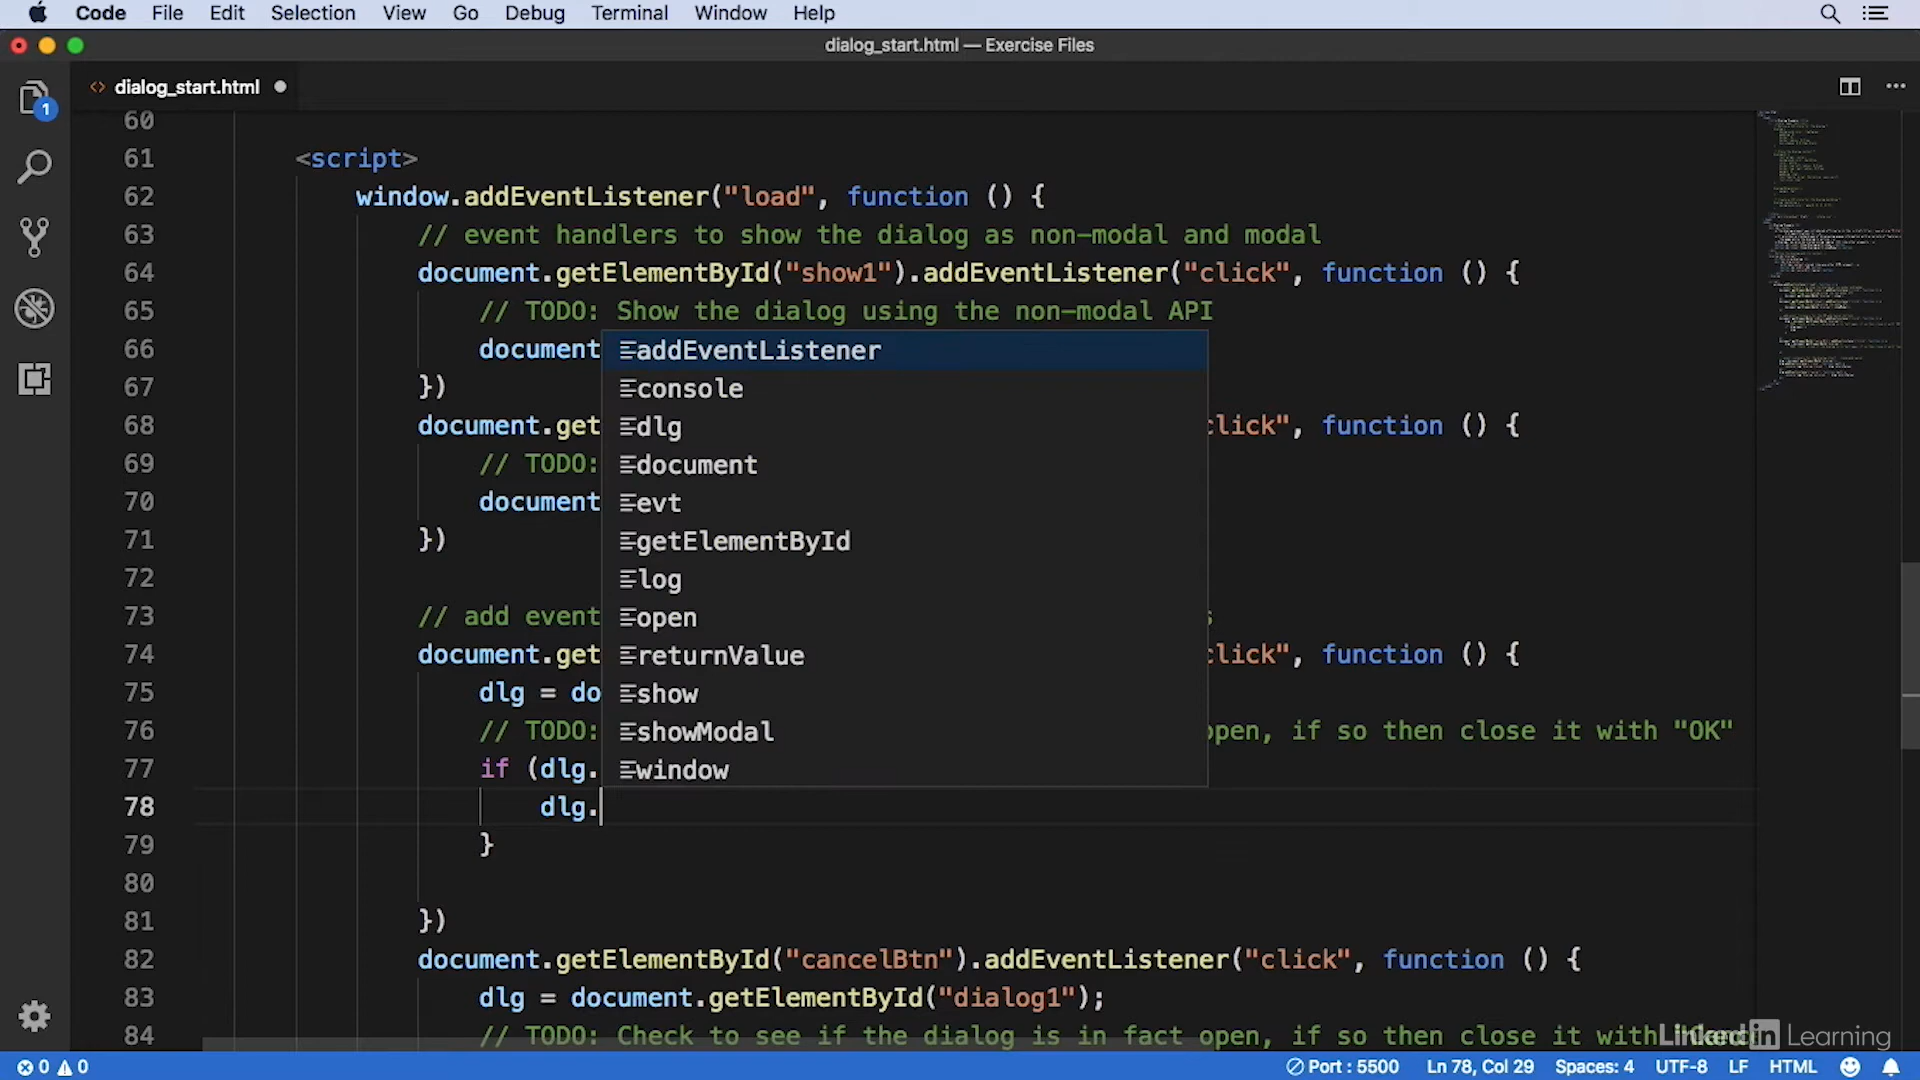 Code File Edit Selection View Go Debug Terminal Window Help
dialog_start.html — Exercise Files
1
<> dialog_start.html
60
61 <script>
62 window.addEventListener("load", function () {
63 // event handlers to show the dialog as non-modal and modal
64 document.getElementById("show1").addEventListener("click", function () {
65 // TODO: Show the dialog using the non-modal API
66 document
67 })
68 document.get click", function () {
69 // TODO:
70 document
71 })
72
73 // add event s
74 document.get click", function () {
75 dlg = do
76 // TODO: open, if so then close it with "OK"
77 if (dlg.
78 dlg.
79 }
80
81 })
82 document.getElementById("cancelBtn").addEventListener("click", function () {
83 dlg = document.getElementById("dialog1");
84 // TODO: Check to see if the dialog is in fact open, if so then close it with
addEventListener
console
dlg
document
evt
getElementById
log
open
returnValue
show
showModal
window
Linked in Learning
0 0 Port : 5500 Ln 78, Col 29 Spaces: 4 UTF-8 LF HTML